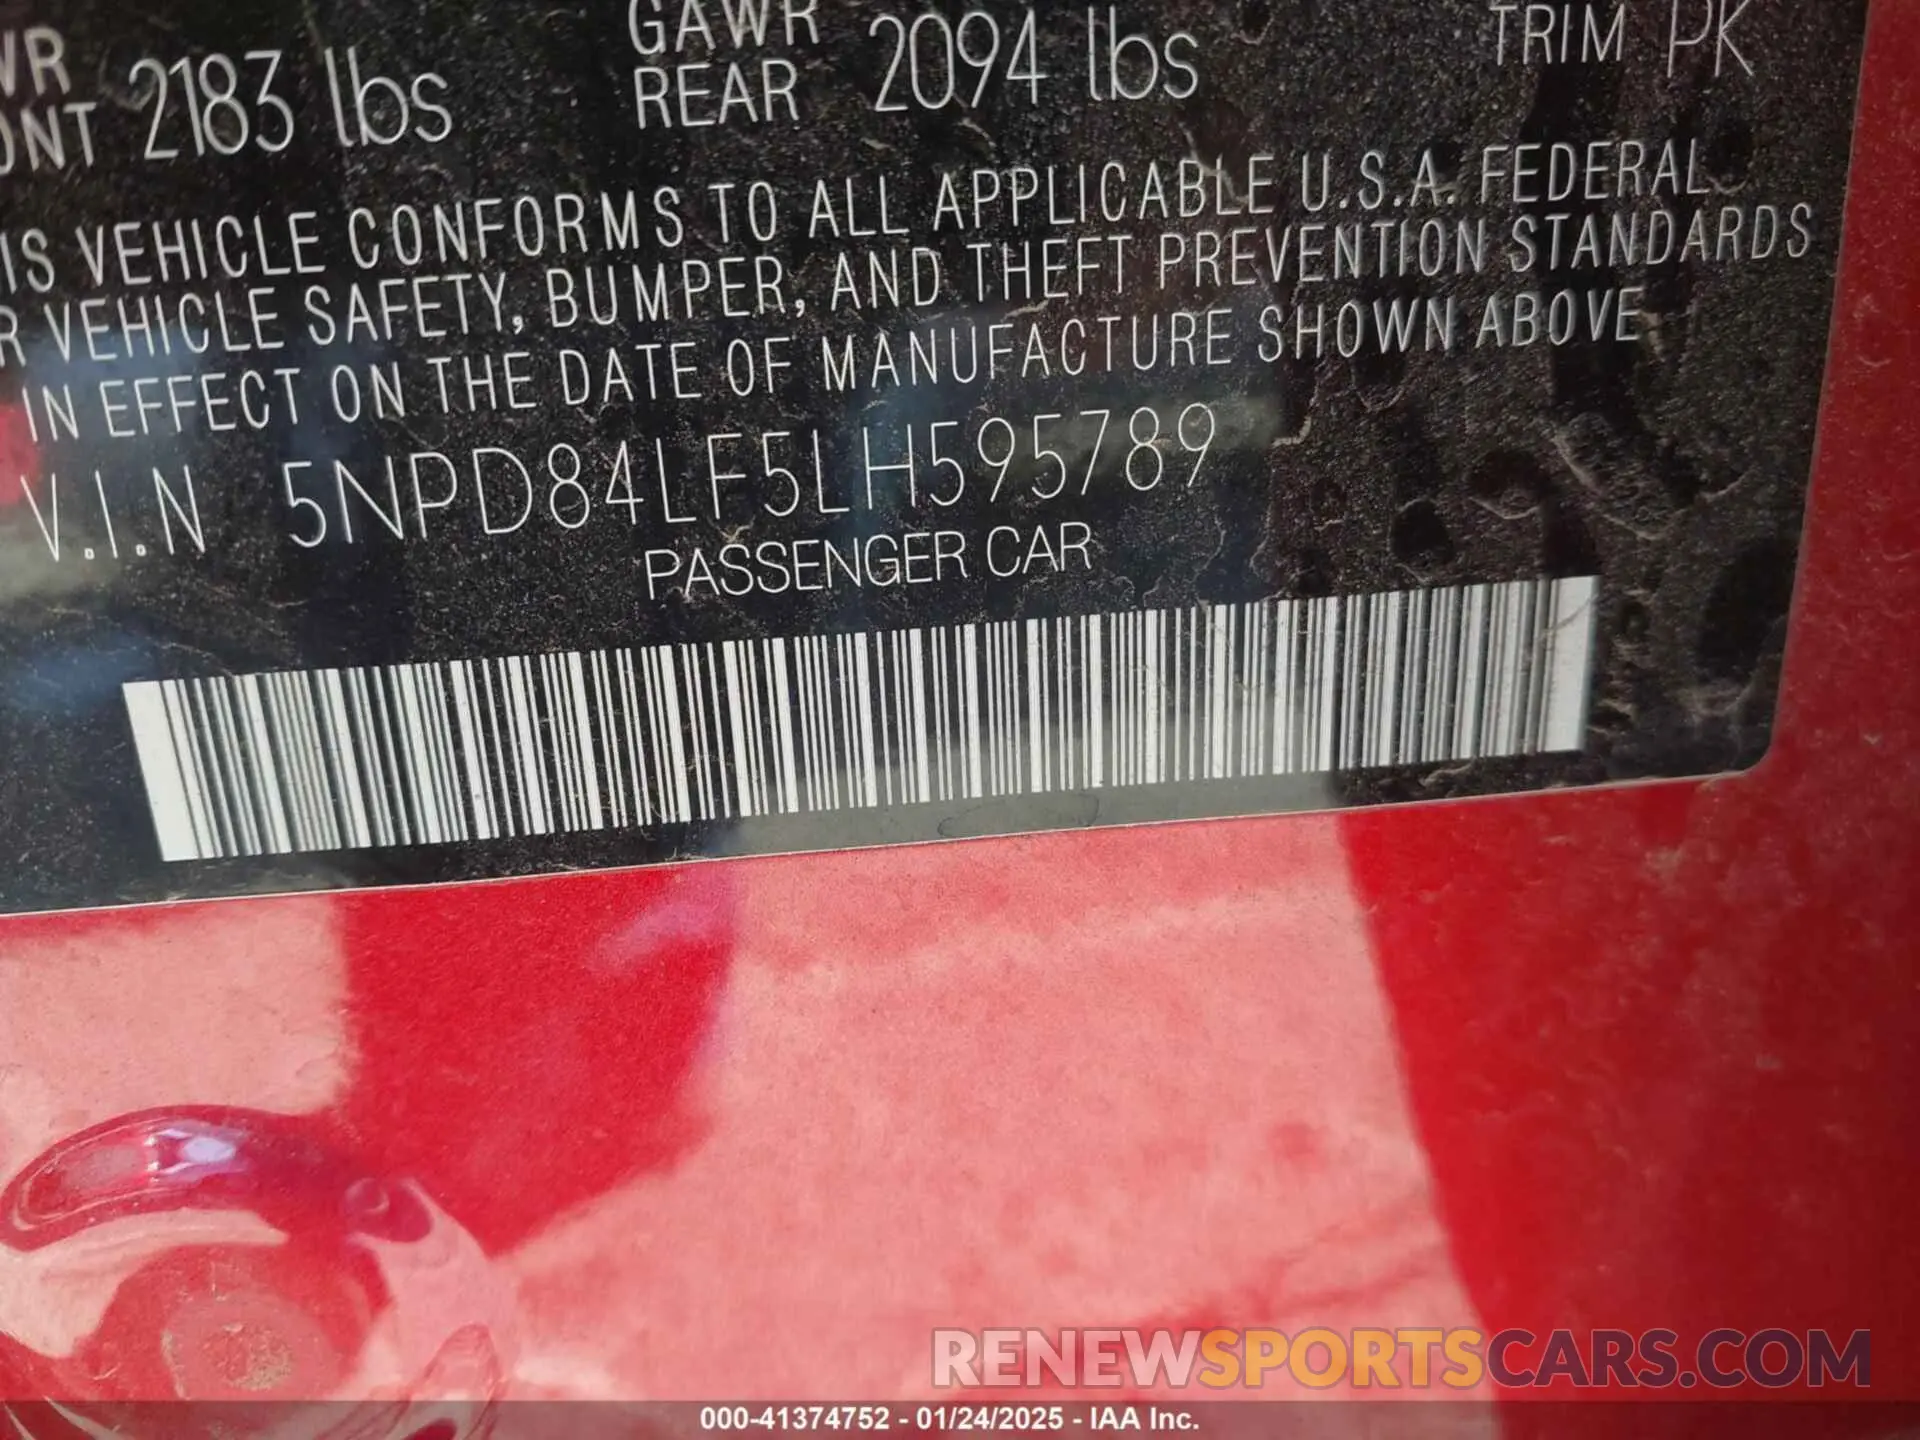 WR
ONT 2183 lbs
GAWR
REAR 2094 lbs
TRIM PK
IS VEHICLE CONFORMS TO ALL APPLICABLE U.S.A. FEDERAL
R VEHICLE SAFETY, BUMPER, AND THEFT PREVENTION STANDARDS
IN EFFECT ON THE DATE OF MANUFACTURE SHOWN ABOVE
V.I.N 5NPD84LF5LH595789
PASSENGER CAR
RENEWSPORTSCARS.COM
000-41374752 - 01/24/2025 - IAA Inc.